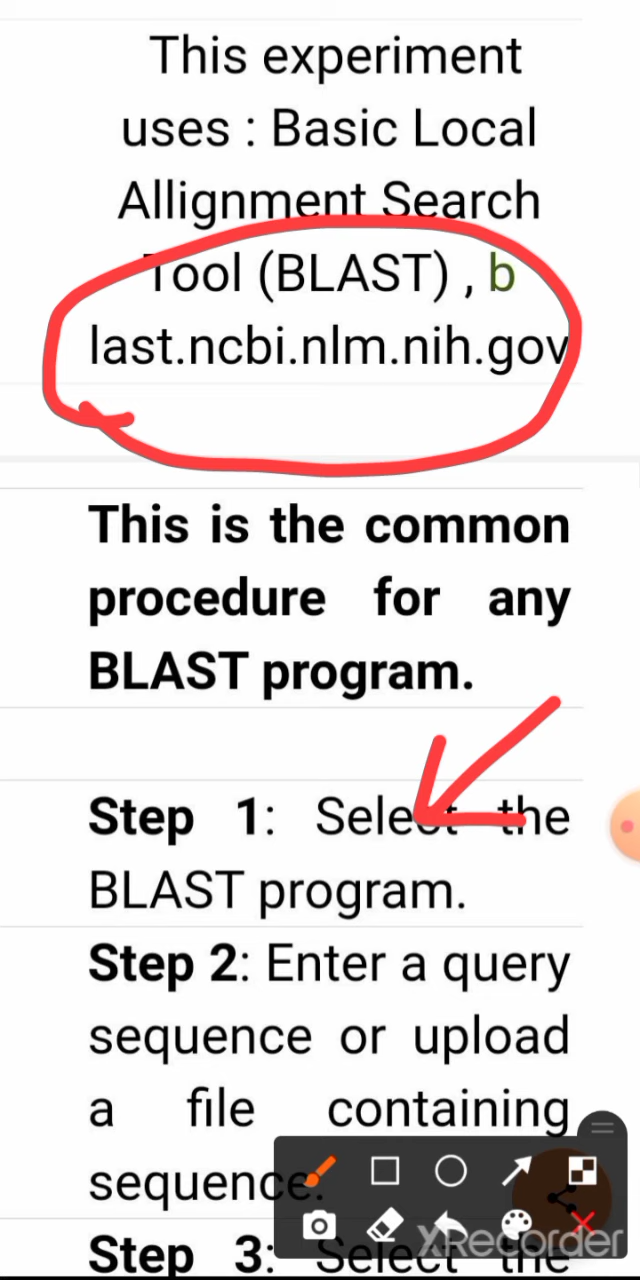 This experiment
uses : Basic Local
Allignment Search
Tool (BLAST) , b
last.ncbi.nlm.nih.gov
This is the common
procedure for any
BLAST program.
Step 1: Select the
BLAST program.
Step 2: Enter a query
sequence or upload
a file containing
sequence.
Step 3: Select the
XRecorder